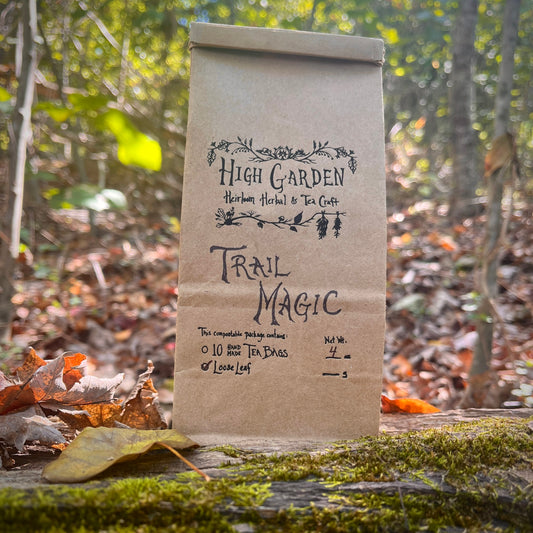 High Garden
Heirloom Herbal & Tea Craft
Trail
Magic
This compostable package contains:
10 HAND MADE Tea Bags
Loose Leaf
Net Wt.
4 oz
g